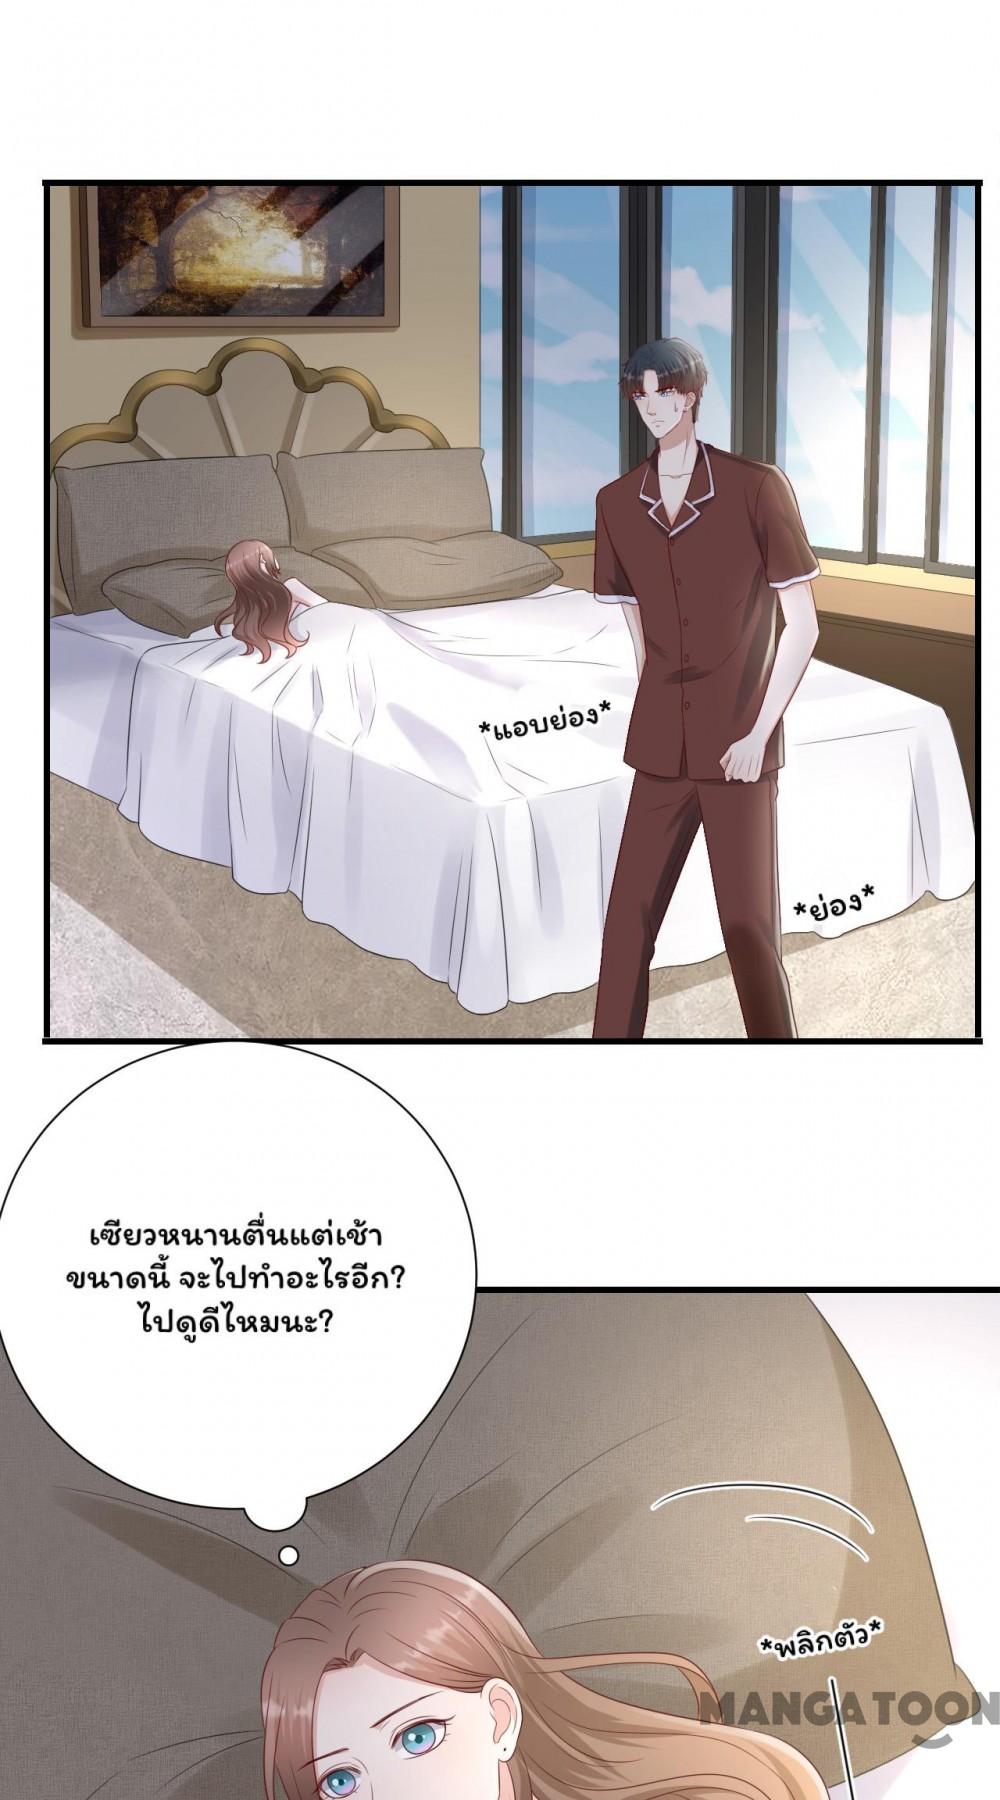 *แอบย่อง*
*ย่อง*
เซียวหนานตื่นแต่เช้า
ขนาดนี้ จะไปทำอะไรอีก?
ไปดูดีไหมนะ?
*พลิกตัว*
MANGATOON